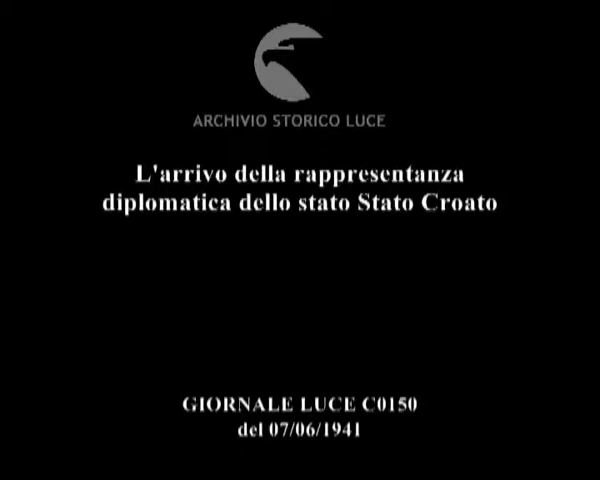 ARCHIVIO STORICO LUCE
L'arrivo della rappresentanza
diplomatica dello stato Stato Croato
GIORNALE LUCE C0150
del 07/06/1941